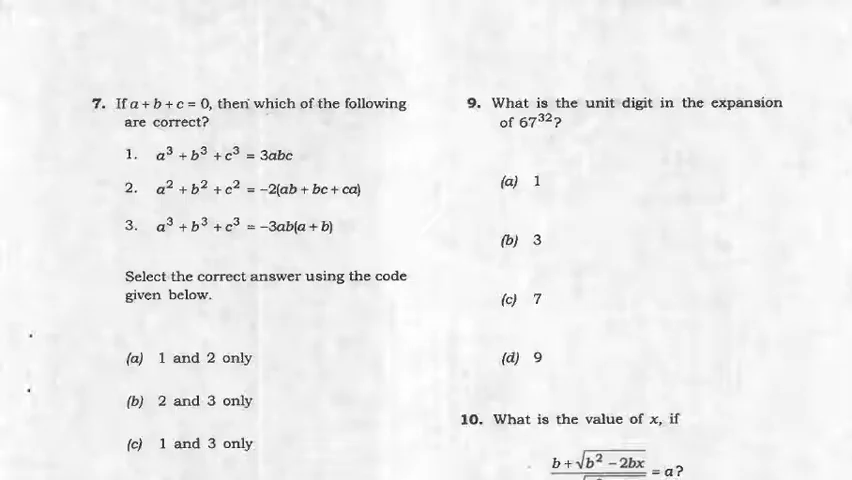 7. If a + b + c = 0, then which of the following
are correct?
1. a³ + b³ + c³ = 3abc
2. a² + b² + c² = –2(ab + bc + ca)
3. a³ + b³ + c³ = –3ab(a + b)
Select the correct answer using the code
given below.
(a) 1 and 2 only
(b) 2 and 3 only
(c) 1 and 3 only
9. What is the unit digit in the expansion
of 67³²?
(a) 1
(b) 3
(c) 7
(d) 9
10. What is the value of x, if
b + √b² – 2bx = a?